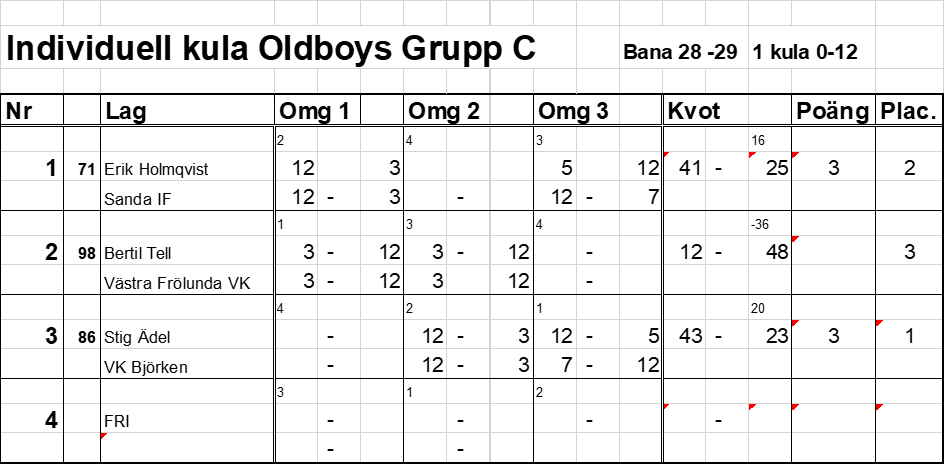 Individuell kula Oldboys Grupp C Bana 28 -29 1 kula 0-12
Nr Lag Omg 1 Omg 2 Omg 3 Kvot Poäng Plac.
2 4 3 16
1 71 Erik Holmqvist 12 3 5 12 41 - 25 3 2
Sanda IF 12 - 3 - 12 - 7
1 3 4 -36
2 98 Bertil Tell 3 - 12 3 - 12 - 12 - 48 3
Västra Frölunda VK 3 - 12 3 12 -
4 2 1 20
3 86 Stig Ädel - 12 - 3 12 - 5 43 - 23 3 1
VK Björken - 12 - 3 7 - 12
3 1 2
4 FRI - - - -
- -